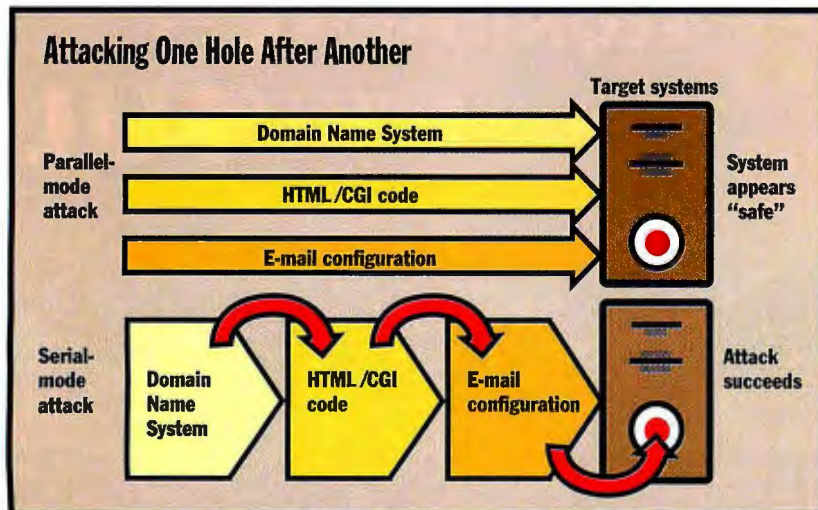 Attacking One Hole After Another
Target systems
Parallel-
mode
attack
Domain Name System
HTML/CGI code
E-mail configuration
System
appears
“safe”
Serial-
mode
attack
Domain
Name
System
HTML/CGI
code
E-mail
configuration
Attack
succeeds